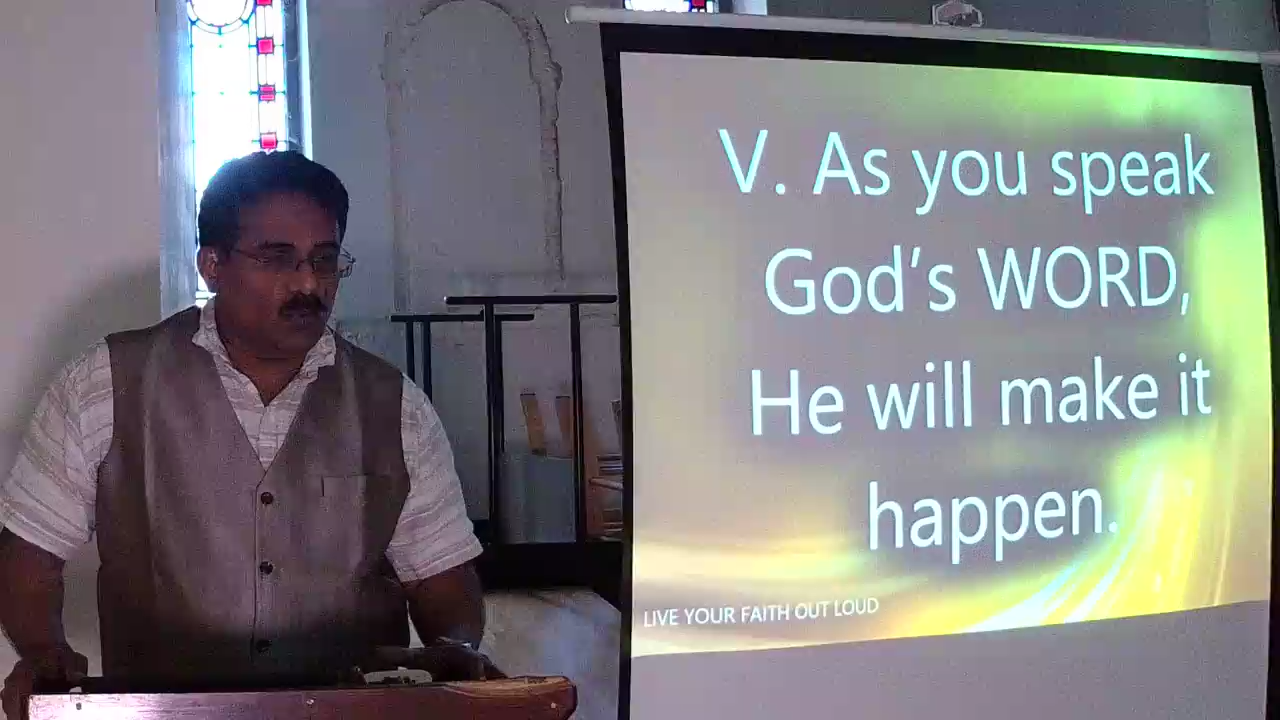 V. As you speak
God’s WORD,
He will make it
happen.
LIVE YOUR FAITH OUT LOUD